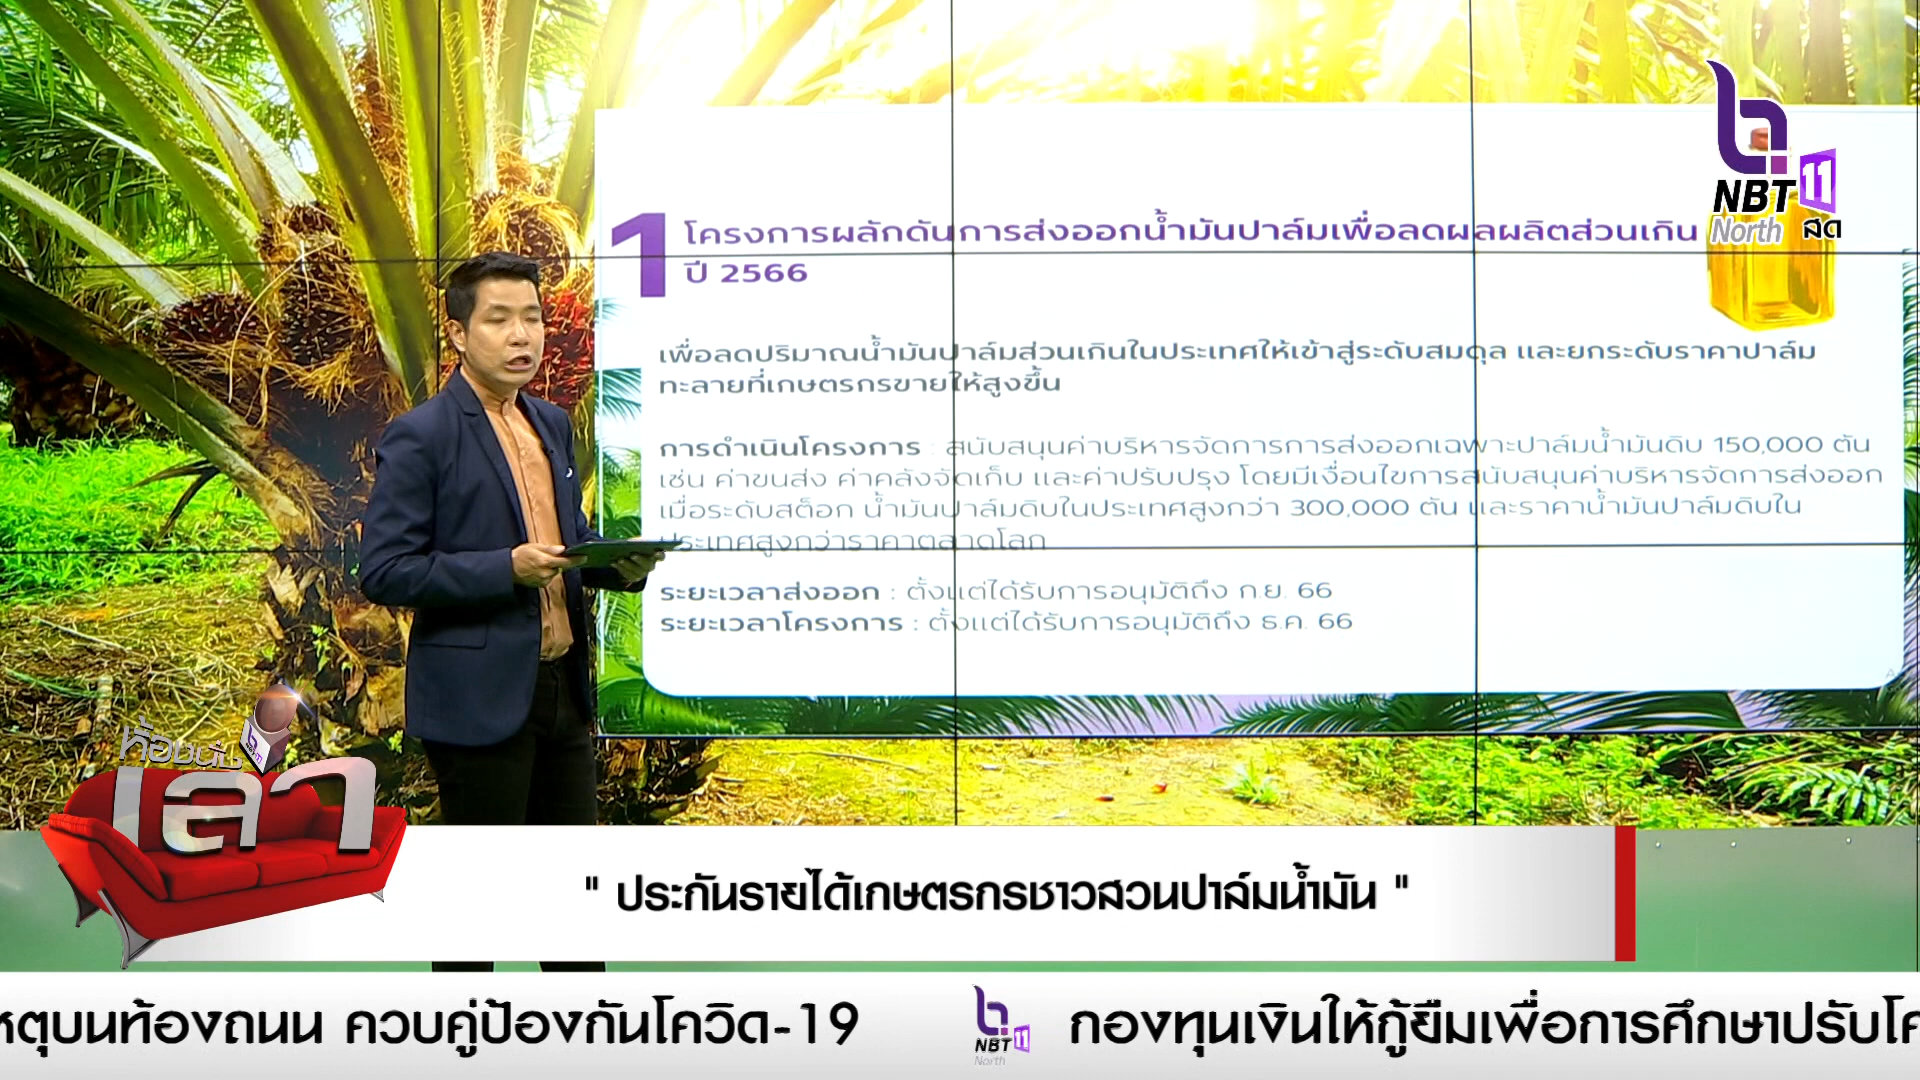 NBT 11
North สด
1 โครงการผลักดันการส่งออกน้ำมันปาล์มเพื่อลดผลผลิตส่วนเกิน
ปี 2566
เพื่อลดปริมาณน้ำมันปาล์มส่วนเกินในประเทศให้เข้าสู่ระดับสมดุล และยกระดับราคาปาล์ม
ทะลายที่เกษตรกรขายให้สูงขึ้น
การดำเนินโครงการ : สนับสนุนค่าบริหารจัดการการส่งออกเฉพาะปาล์มน้ำมันดิบ 150,000 ตัน
เช่น ค่าขนส่ง ค่าคลังจัดเก็บ และค่าปรับปรุง โดยมีเงื่อนไขการสนับสนุนค่าบริหารจัดการส่งออก
เมื่อระดับสต็อก น้ำมันปาล์มดิบในประเทศสูงกว่า 300,000 ตัน และราคาน้ำมันปาล์มดิบใน
ประเทศสูงกว่าราคาตลาดโลก
ระยะเวลาส่งออก : ตั้งแต่ได้รับการอนุมัติถึง ก.ย. 66
ระยะเวลาโครงการ : ตั้งแต่ได้รับการอนุมัติถึง ธ.ค. 66
ห้องนั่ง
NBT 11
เล่า
" ประกันรายได้เกษตรกรชาวสวนปาล์มน้ำมัน "
หตุบนท้องถนน ควบคู่ป้องกันโควิด-19 NBT 11 North กองทุนเงินให้กู้ยืมเพื่อการศึกษาปรับโค